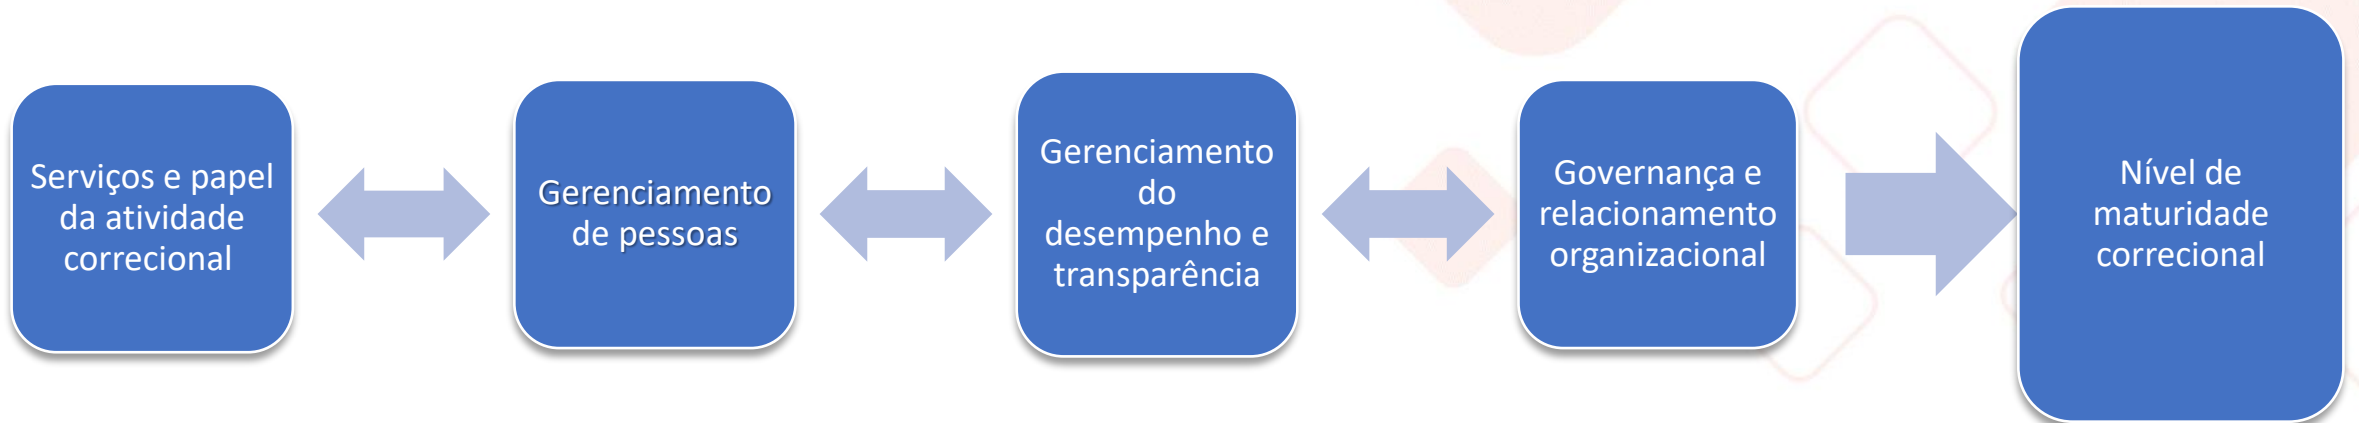 Serviços e papel
da atividade
correcional
Gerenciamento
de pessoas
Gerenciamento
do
desempenho e
transparência
Governança e
relacionamento
organizacional
Nível de
maturidade
correcional